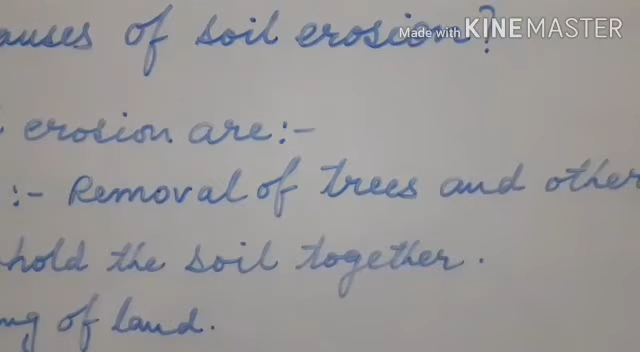 auses of soil erosion?
Made with KINEMASTER
erosion are:-
:- Removal of trees and other
hold the soil together.
ng of land.